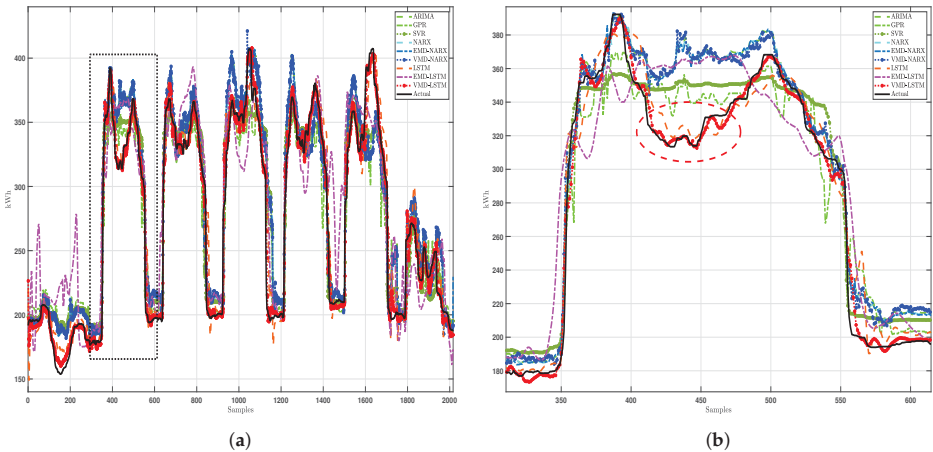 ARIMA
GPR
SVR
NARX
EMD-NARX
VMD-NARX
LSTM
EMD-LSTM
VMD-LSTM
Actual
kWh
400
350
300
250
200
150
0
200
400
600
800
1000
1200
1400
1600
1800
2000
Samples
(a)
ARIMA
GPR
SVR
NARX
EMD-NARX
VMD-NARX
LSTM
EMD-LSTM
VMD-LSTM
Actual
kWh
380
360
340
320
300
280
260
240
220
200
180
350
400
450
500
550
600
Samples
(b)